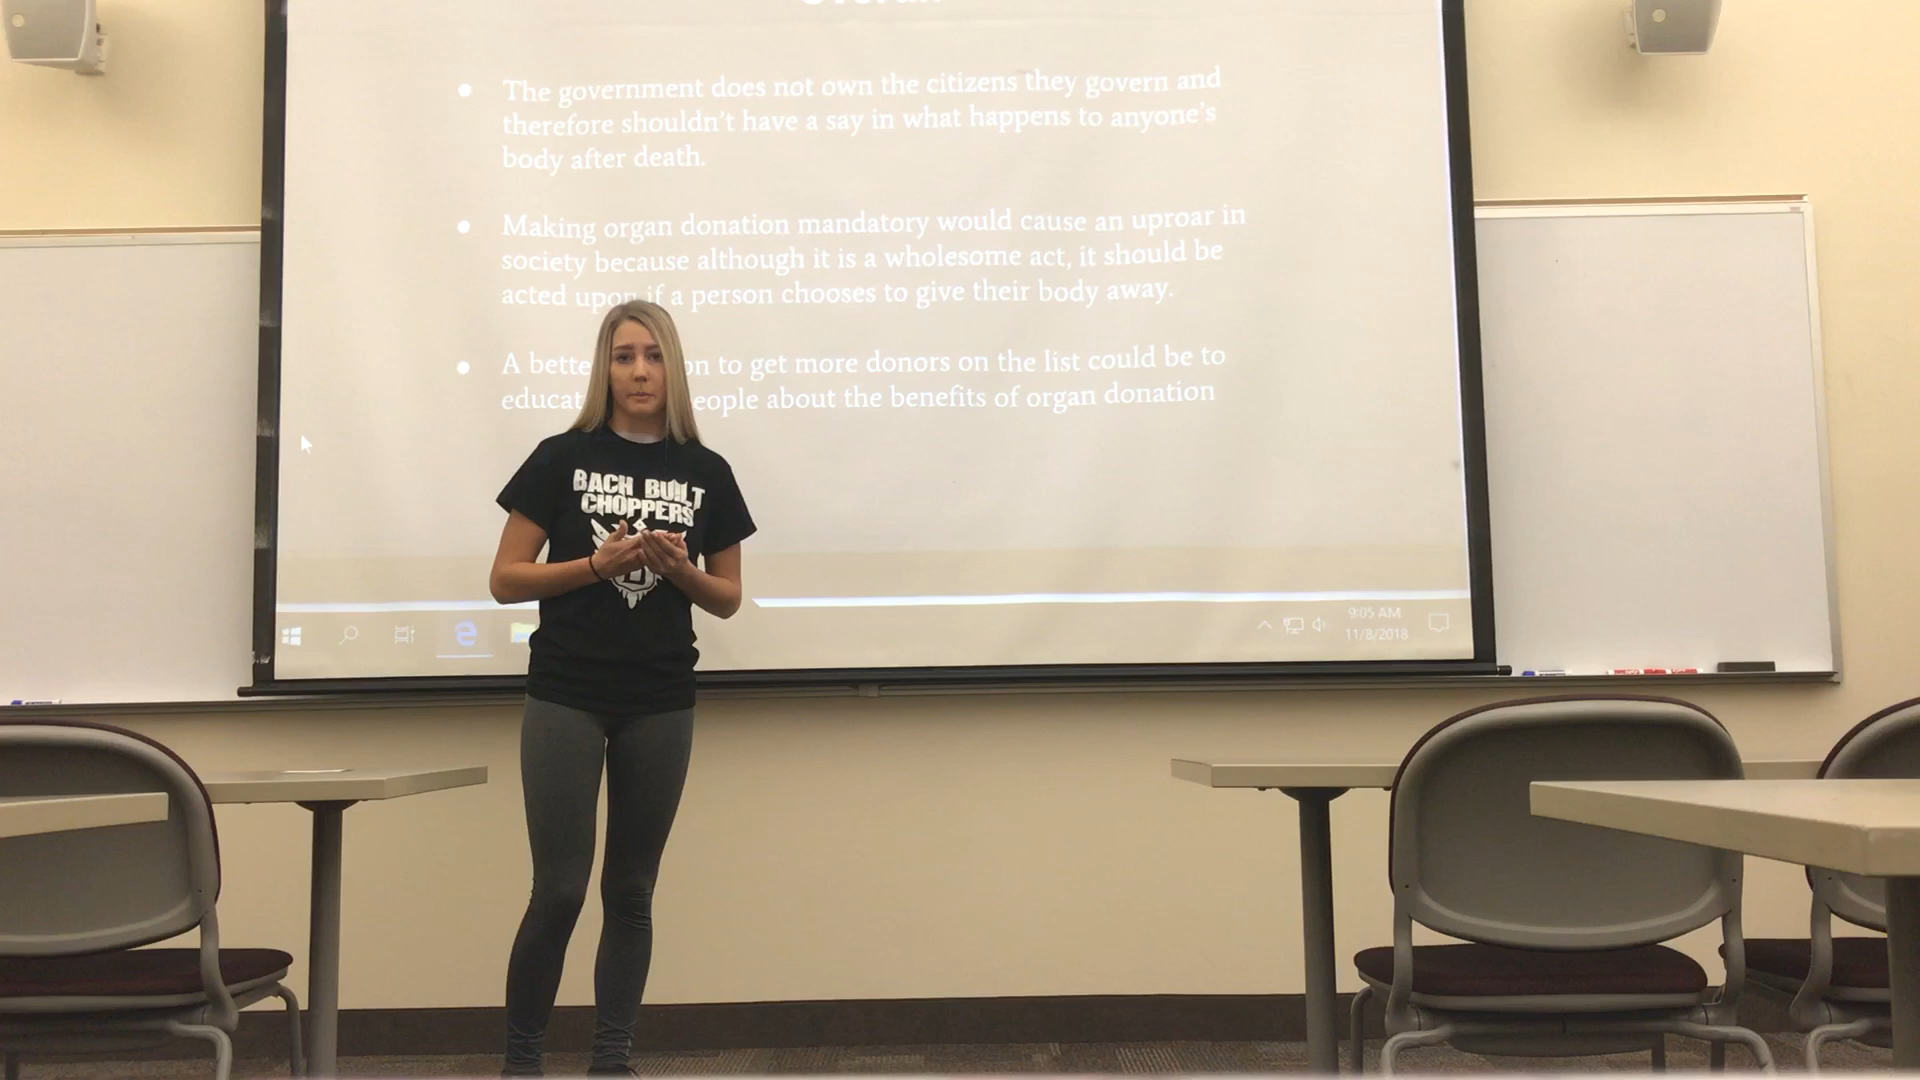 The government does not own the citizens they govern and
therefore shouldn't have a say in what happens to anyone's
body after death.
Making organ donation mandatory would cause an uproar in
society because although it is a wholesome act, it should be
acted upon if a person chooses to give their body away.
A bette on to get more donors on the list could be to
educat eople about the benefits of organ donation
BACH BUILT
CHOPPERS
9:05 AM
11/8/2018